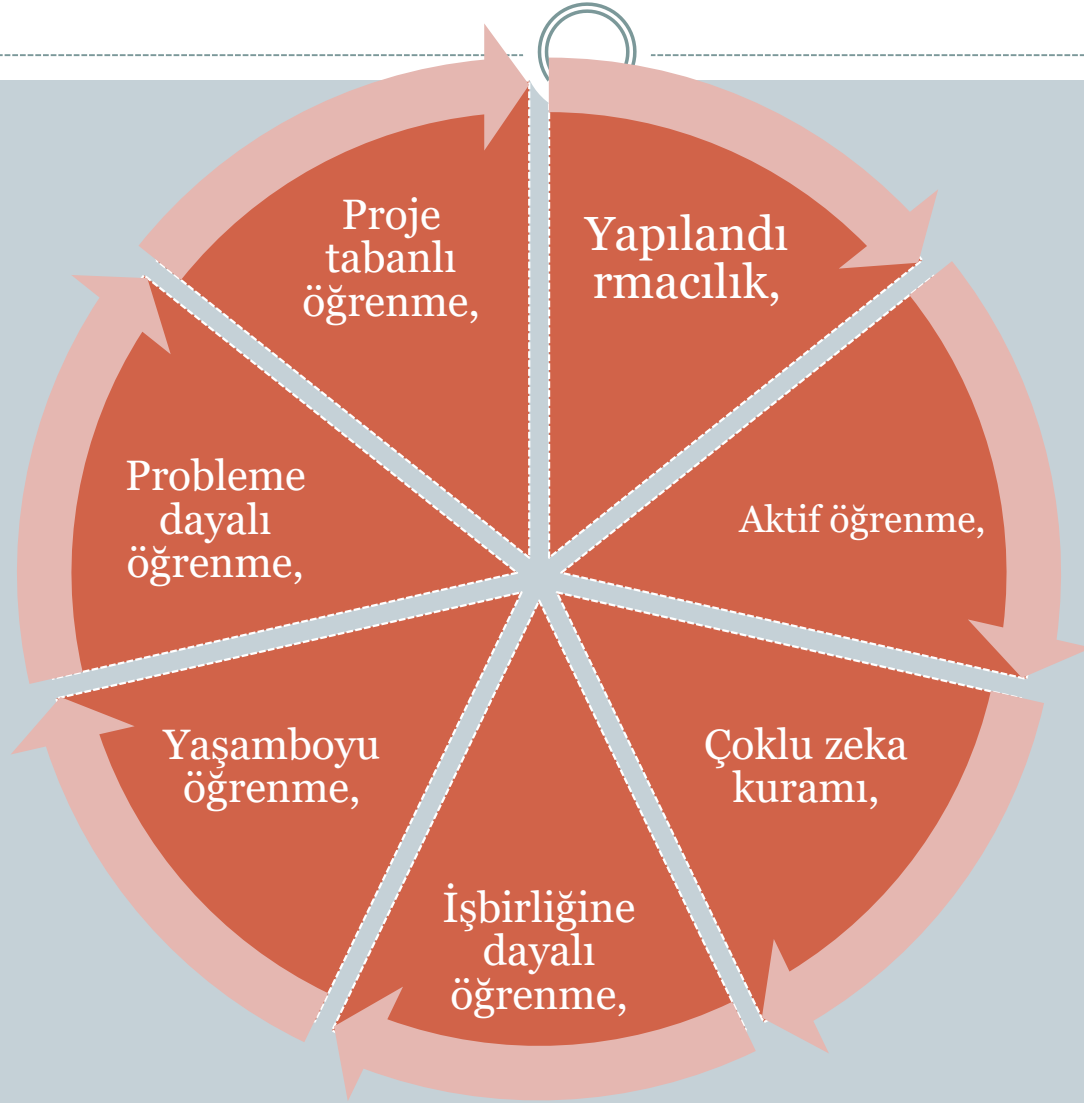 Yapılandı
rmacılık,
Aktif öğrenme,
Çoklu zeka
kuramı,
İşbirliğine
dayalı
öğrenme,
Yaşamboyu
öğrenme,
Probleme
dayalı
öğrenme,
Proje
tabanlı
öğrenme,